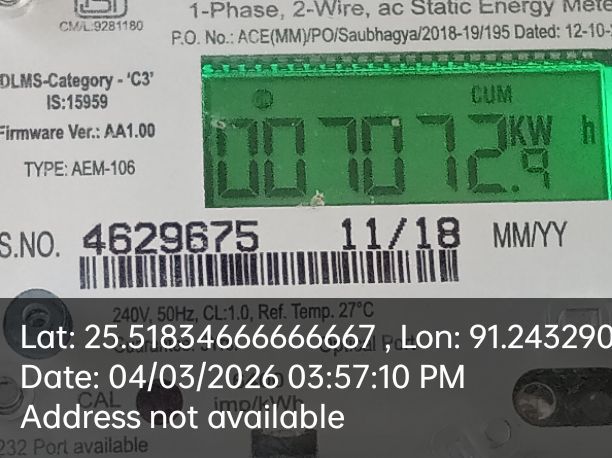 CM/L:9281180
1-Phase, 2-Wire, ac Static Energy Mete
P.O. No.: ACE(MM)/PO/Saubhagya/2018-19/195 Dated: 12-10-
DLMS-Category - 'C3'
IS:15959
Firmware Ver.: AA1.00
TYPE: AEM-106
CUM
007072.9 KW h
S.NO. 4629675 11/18 MM/YY
240V, 50Hz, CL:1.0, Ref. Temp. 27°C
Lat: 25.51834666666667 , Lon: 91.243290
Date: 04/03/2026 03:57:10 PM
CAL
imp/kWh
Address not available
232 Port available